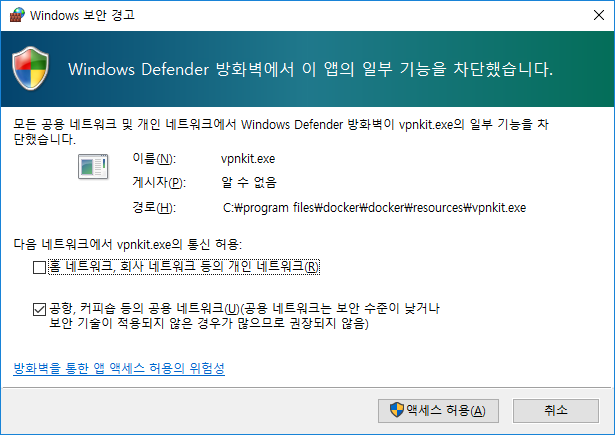 Windows 보안 경고
Windows Defender 방화벽에서 이 앱의 일부 기능을 차단했습니다.
모든 공용 네트워크 및 개인 네트워크에서 Windows Defender 방화벽이 vpnkit.exe의 일부 기능을 차
단했습니다.
이름(N): vpnkit.exe
게시자(P): 알 수 없음
경로(H): C:₩program files₩docker₩docker₩resources₩vpnkit.exe
다음 네트워크에서 vpnkit.exe의 통신 허용:
홈 네트워크, 회사 네트워크 등의 개인 네트워크(R)
공항, 커피숍 등의 공용 네트워크(U)(공용 네트워크는 보안 수준이 낮거나
보안 기술이 적용되지 않은 경우가 많으므로 권장되지 않음)
방화벽을 통한 앱 액세스 허용의 위험성
액세스 허용(A)
취소